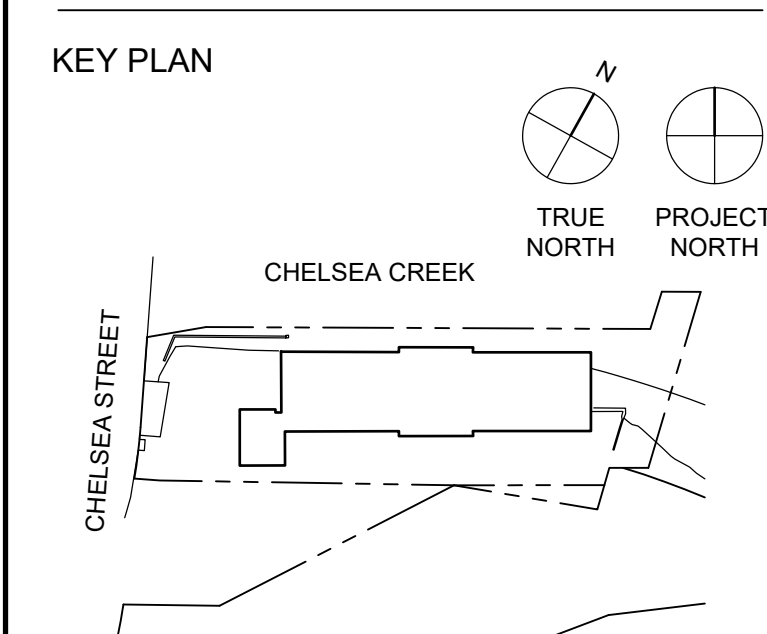 KEY PLAN
N
TRUE
NORTH
PROJECT
NORTH
CHELSEA CREEK
CHELSEA STREET